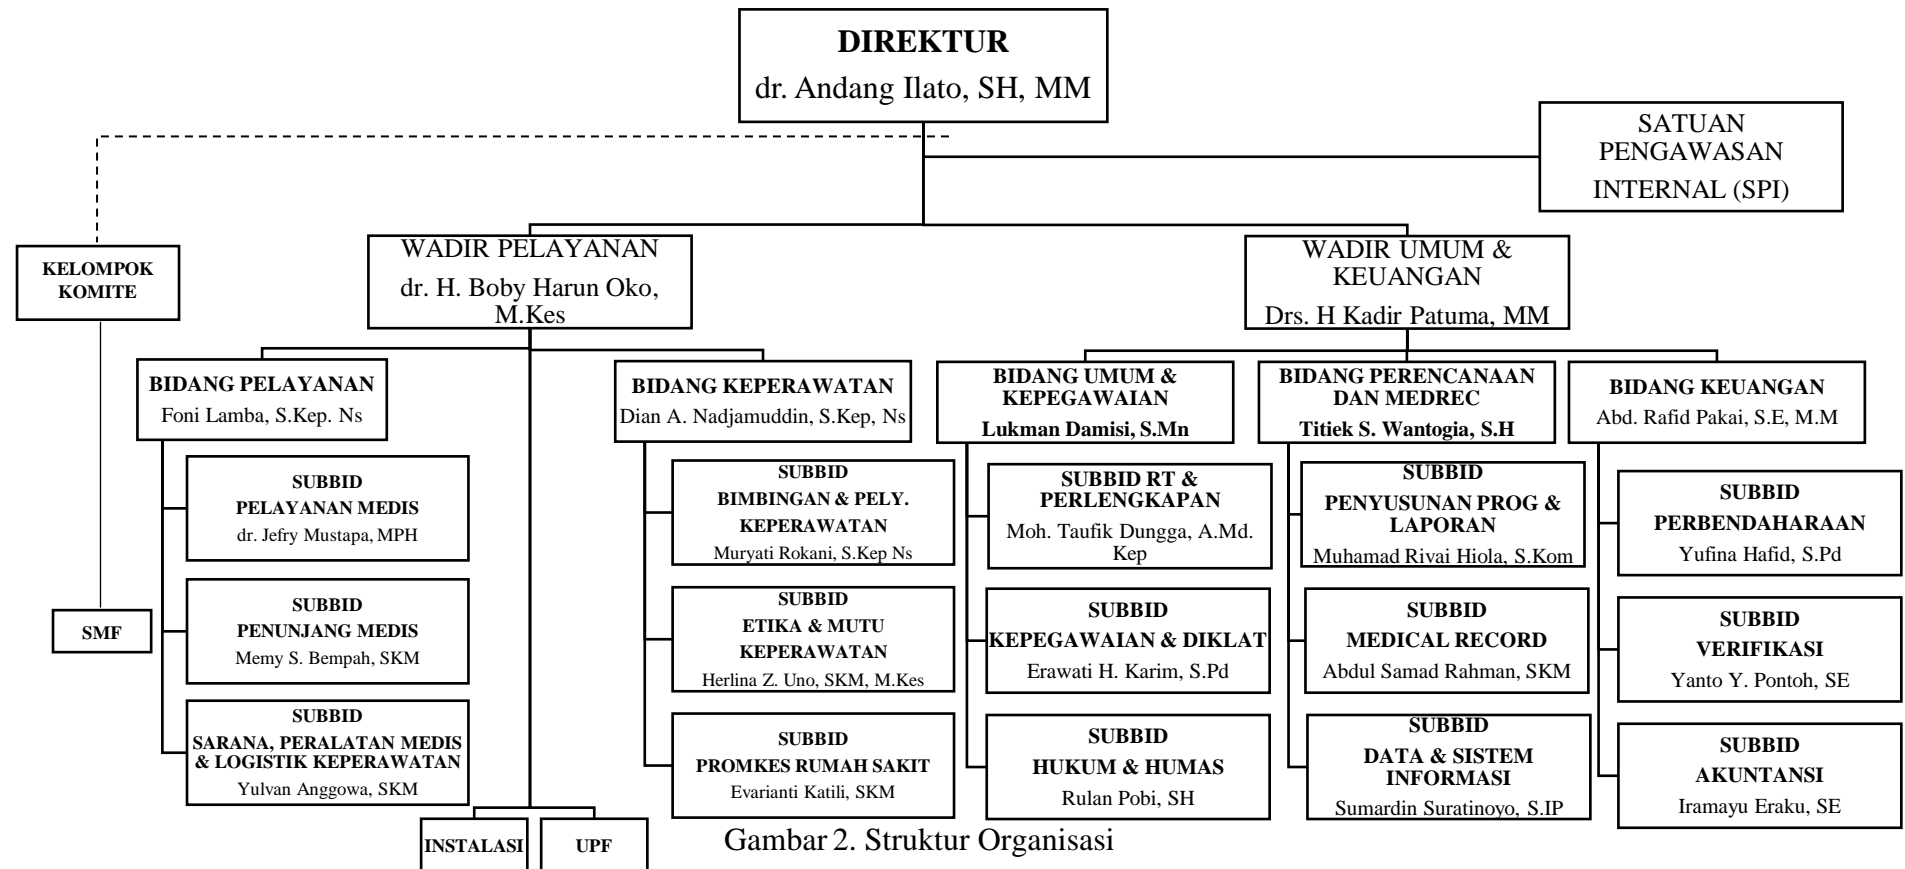 DIREKTUR
dr. Andang Ilato, SH, MM
SATUAN
PENGAWASAN
INTERNAL (SPI)
KELOMPOK
KOMITE
WADIR PELAYANAN
dr. H. Boby Harun Oko,
M.Kes
WADIR UMUM &
KEUANGAN
Drs. H Kadir Patuma, MM
BIDANG PELAYANAN
Foni Lamba, S.Kep. Ns
BIDANG KEPERAWATAN
Dian A. Nadjamuddin, S.Kep, Ns
BIDANG UMUM &
KEPEGAWAIAN
Lukman Damisi, S.Mn
BIDANG PERENCANAAN
DAN MEDREC
Titiek S. Wantogia, S.H
BIDANG KEUANGAN
Abd. Rafid Pakai, S.E, M.M
SUBBID
PELAYANAN MEDIS
dr. Jefry Mustapa, MPH
SUBBID
BIMBINGAN & PELY.
KEPERAWATAN
Muryati Rokani, S.Kep Ns
SUBBID RT &
PERLENGKAPAN
Moh. Taufik Dungga, A.Md.
Kep
SUBBID
PENYUSUNAN PROG &
LAPORAN
Muhamad Rivai Hiola, S.Kom
SUBBID
PERBENDAHARAAN
Yufina Hafid, S.Pd
SMF
SUBBID
PENUNJANG MEDIS
Memy S. Bempah, SKM
SUBBID
ETIKA & MUTU
KEPERAWATAN
Herlina Z. Uno, SKM, M.Kes
SUBBID
KEPEGAWAIAN & DIKLAT
Erawati H. Karim, S.Pd
SUBBID
MEDICAL RECORD
Abdul Samad Rahman, SKM
SUBBID
VERIFIKASI
Yanto Y. Pontoh, SE
SUBBID
SARANA, PERALATAN MEDIS
& LOGISTIK KEPERAWATAN
Yulvan Anggowa, SKM
SUBBID
PROMKES RUMAH SAKIT
Evarianti Katili, SKM
SUBBID
HUKUM & HUMAS
Rulan Pobi, SH
SUBBID
DATA & SISTEM
INFORMASI
Sumardin Suratinoyo, S.IP
SUBBID
AKUNTANSI
Iramayu Eraku, SE
INSTALASI
UPF
Gambar 2. Struktur Organisasi